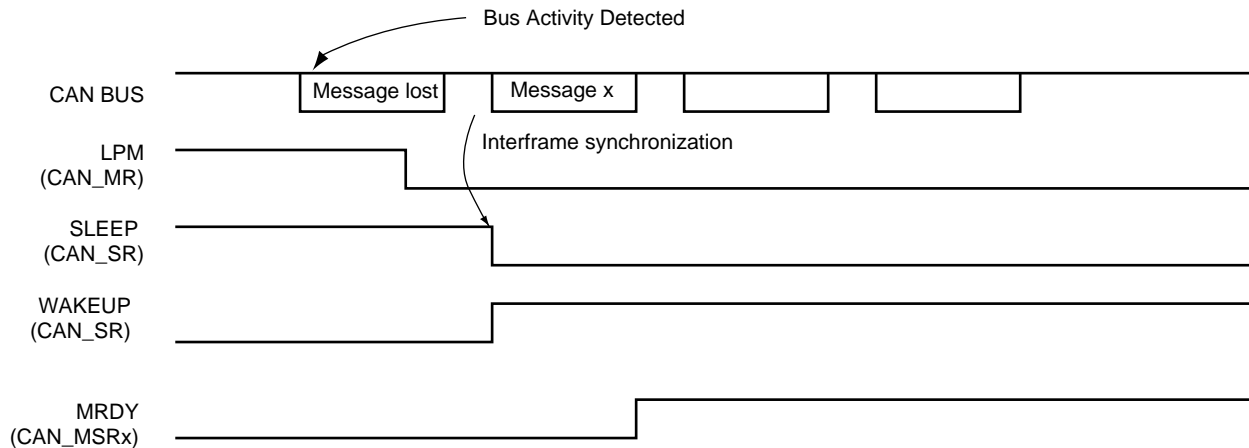 Bus Activity Detected
CAN BUS
Message lost
Message x
Interframe synchronization
LPM
(CAN_MR)
SLEEP
(CAN_SR)
WAKEUP
(CAN_SR)
MRDY
(CAN_MSRx)